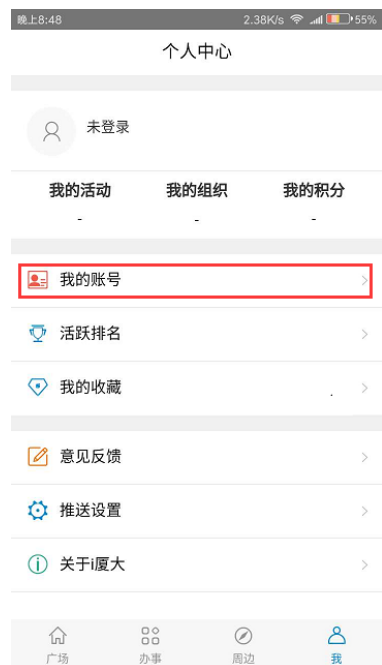 晚上8:48 2.38K/s 55%
个人中心
未登录
我的活动 我的组织 我的积分
- - -
我的账号
活跃排名
我的收藏
意见反馈
推送设置
关于i厦大
广场 办事 周边 我